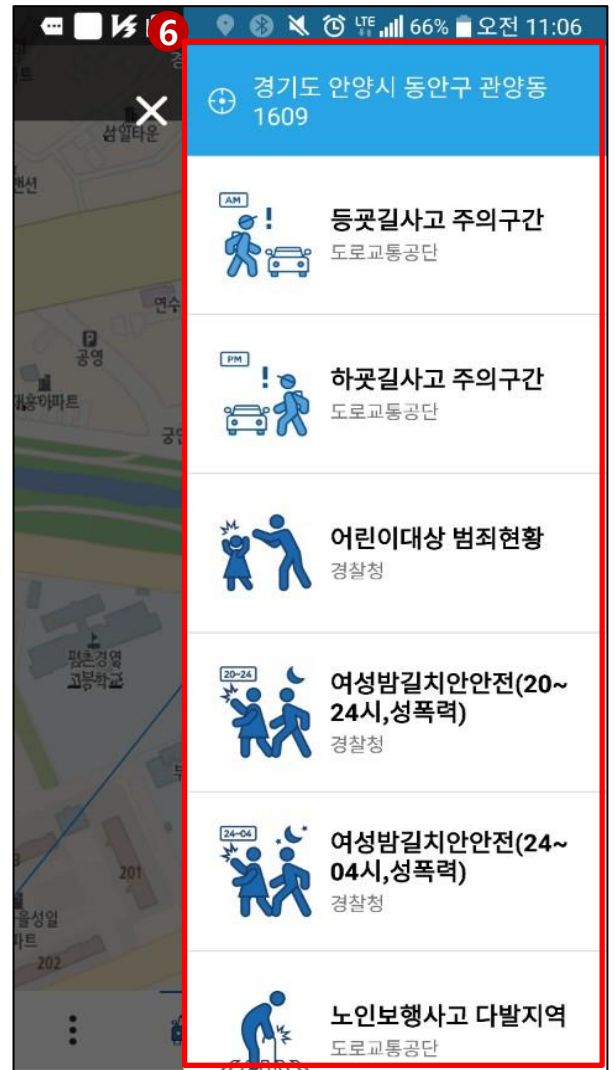 6
LTE 66% 오전 11:06
경기도 안양시 동안구 관양동
1609
삼일타운
맨션
연수
P
공영
AM
등굣길사고 주의구간
도로교통공단
PM
하굣길사고 주의구간
도로교통공단
어린이대상 범죄현황
경찰청
평촌경영
고등학교
20-24
여성밤길치안안전(20~
24시,성폭력)
경찰청
24-04
여성밤길치안안전(24~
04시,성폭력)
경찰청
201
202
노인보행사고 다발지역
도로교통공단